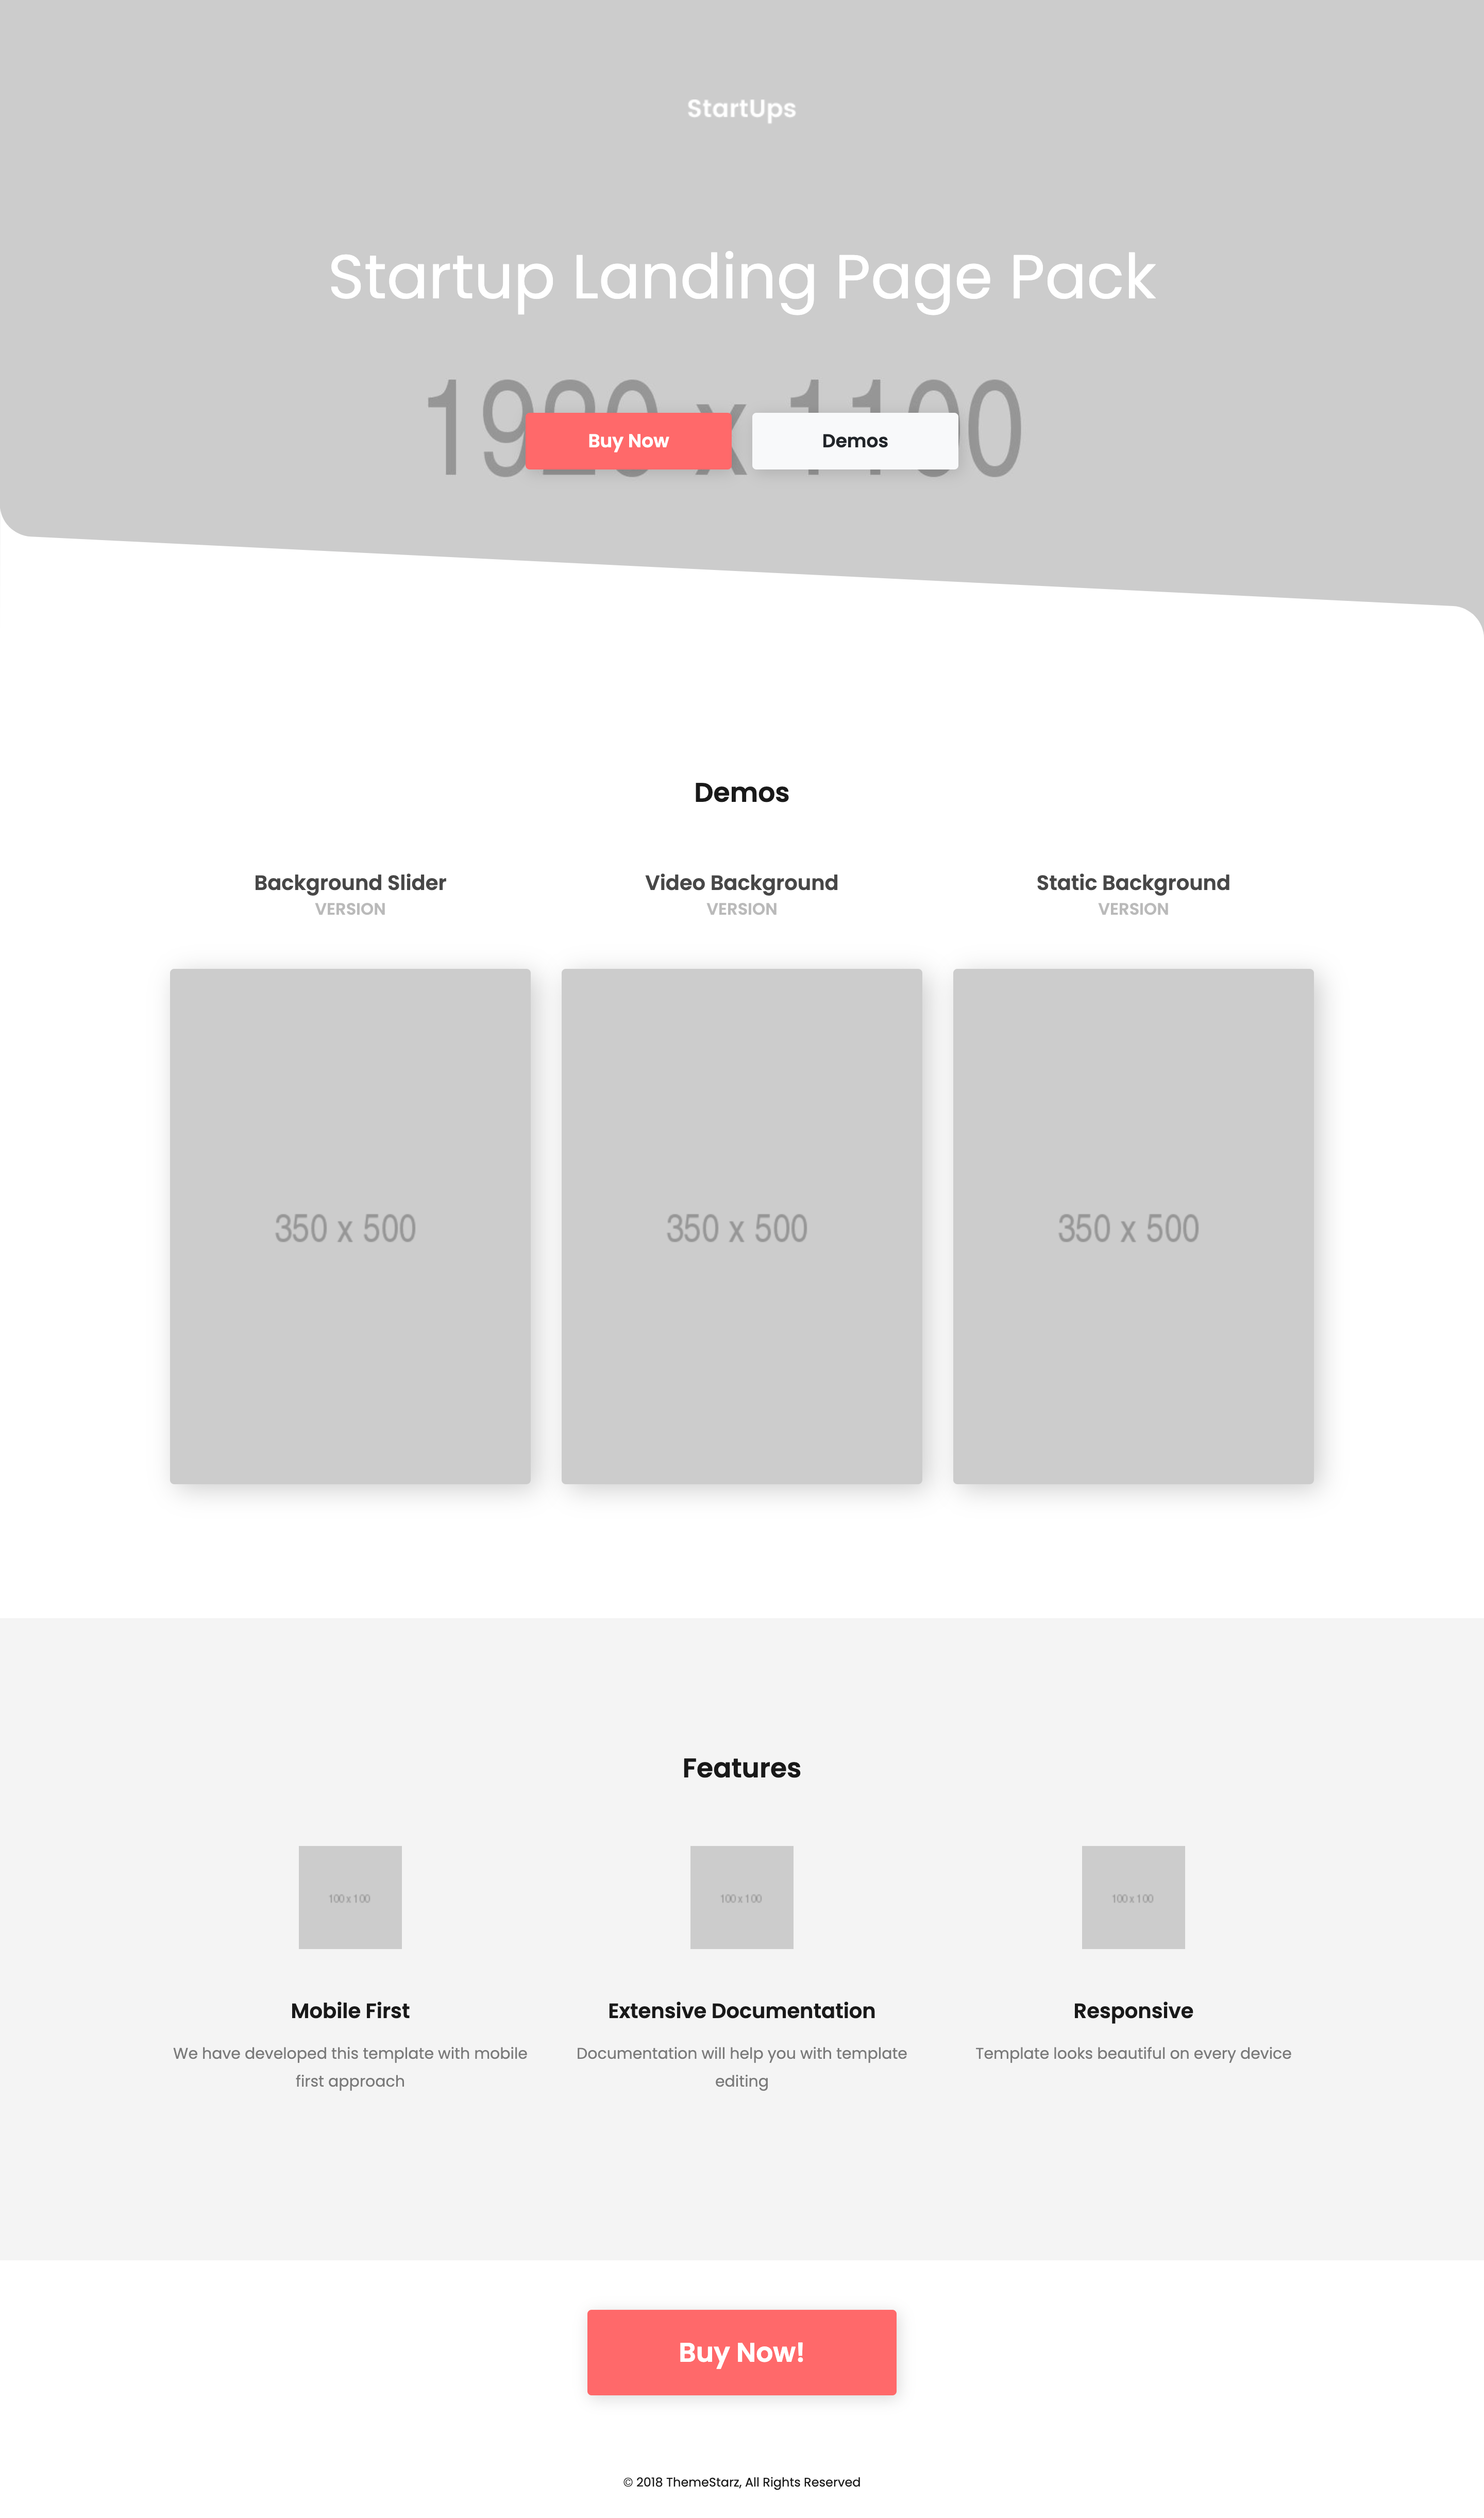 StartUps
Startup Landing Page Pack
1920 x 1100
Buy Now
Demos
Demos
Background Slider
VERSION
Video Background
VERSION
Static Background
VERSION
350 x 500
350 x 500
350 x 500
Features
100 x 100
100 x 100
100 x 100
Mobile First
We have developed this template with mobile
first approach
Extensive Documentation
Documentation will help you with template
editing
Responsive
Template looks beautiful on every device
Buy Now!
© 2018 ThemeStarz, All Rights Reserved